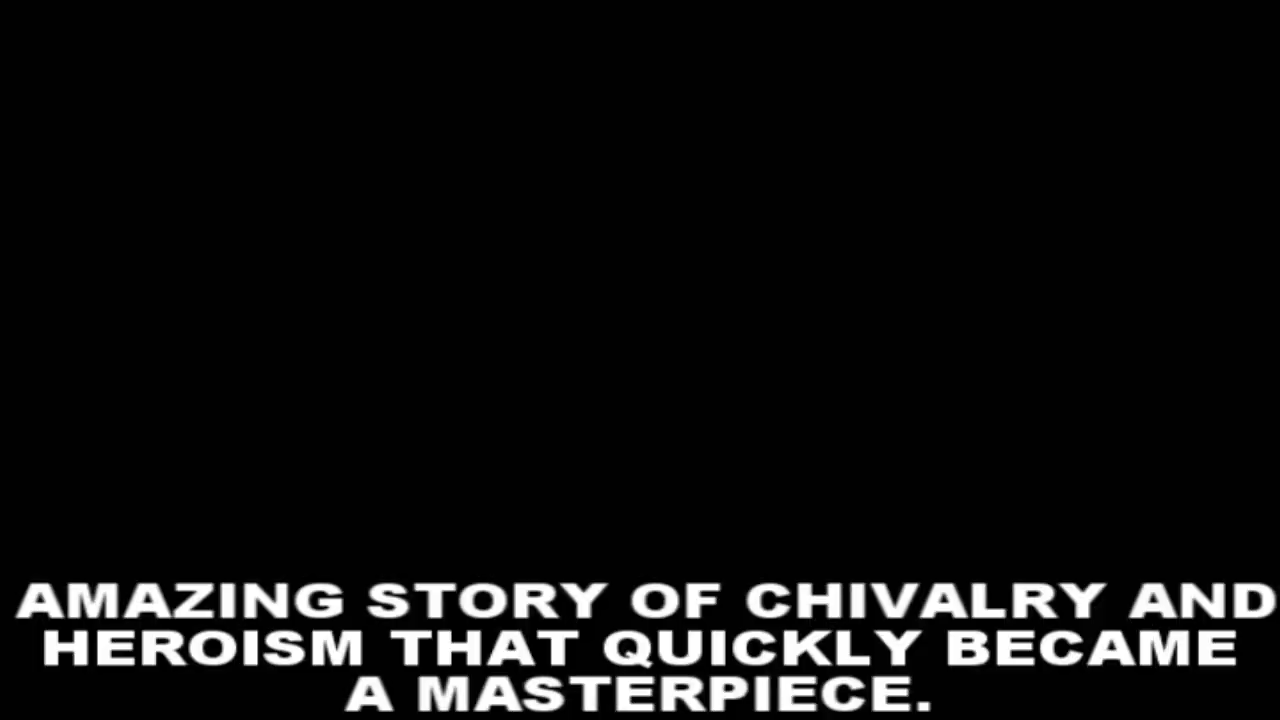 AMAZING STORY OF CHIVALRY AND
HEROISM THAT QUICKLY BECAME
A MASTERPIECE.